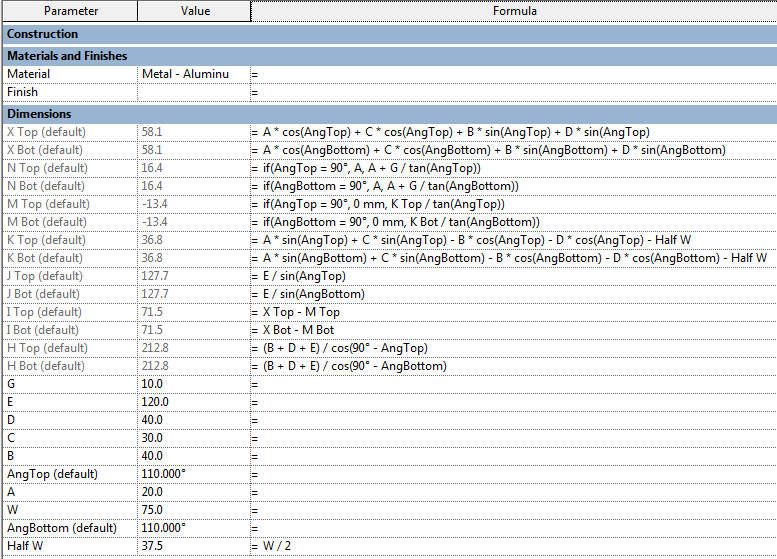 Parameter Value Formula
Construction
Materials and Finishes
Material Metal - Aluminu =
Finish =
Dimensions
X Top (default) 58.1 = A * cos(AngTop) + C * cos(AngTop) + B * sin(AngTop) + D * sin(AngTop)
X Bot (default) 58.1 = A * cos(AngBottom) + C * cos(AngBottom) + B * sin(AngBottom) + D * sin(AngBottom)
N Top (default) 16.4 = if(AngTop = 90°, A, A + G / tan(AngTop))
N Bot (default) 16.4 = if(AngBottom = 90°, A, A + G / tan(AngBottom))
M Top (default) -13.4 = if(AngTop = 90°, 0 mm, K Top / tan(AngTop))
M Bot (default) -13.4 = if(AngBottom = 90°, 0 mm, K Bot / tan(AngBottom))
K Top (default) 36.8 = A * sin(AngTop) + C * sin(AngTop) - B * cos(AngTop) - D * cos(AngTop) - Half W
K Bot (default) 36.8 = A * sin(AngBottom) + C * sin(AngBottom) - B * cos(AngBottom) - D * cos(AngBottom) - Half W
J Top (default) 127.7 = E / sin(AngTop)
J Bot (default) 127.7 = E / sin(AngBottom)
I Top (default) 71.5 = X Top - M Top
I Bot (default) 71.5 = X Bot - M Bot
H Top (default) 212.8 = (B + D + E) / cos(90° - AngTop)
H Bot (default) 212.8 = (B + D + E) / cos(90° - AngBottom)
G 10.0 =
E 120.0 =
D 40.0 =
C 30.0 =
B 40.0 =
AngTop (default) 110.000° =
A 20.0 =
W 75.0 =
AngBottom (default) 110.000° =
Half W 37.5 = W / 2